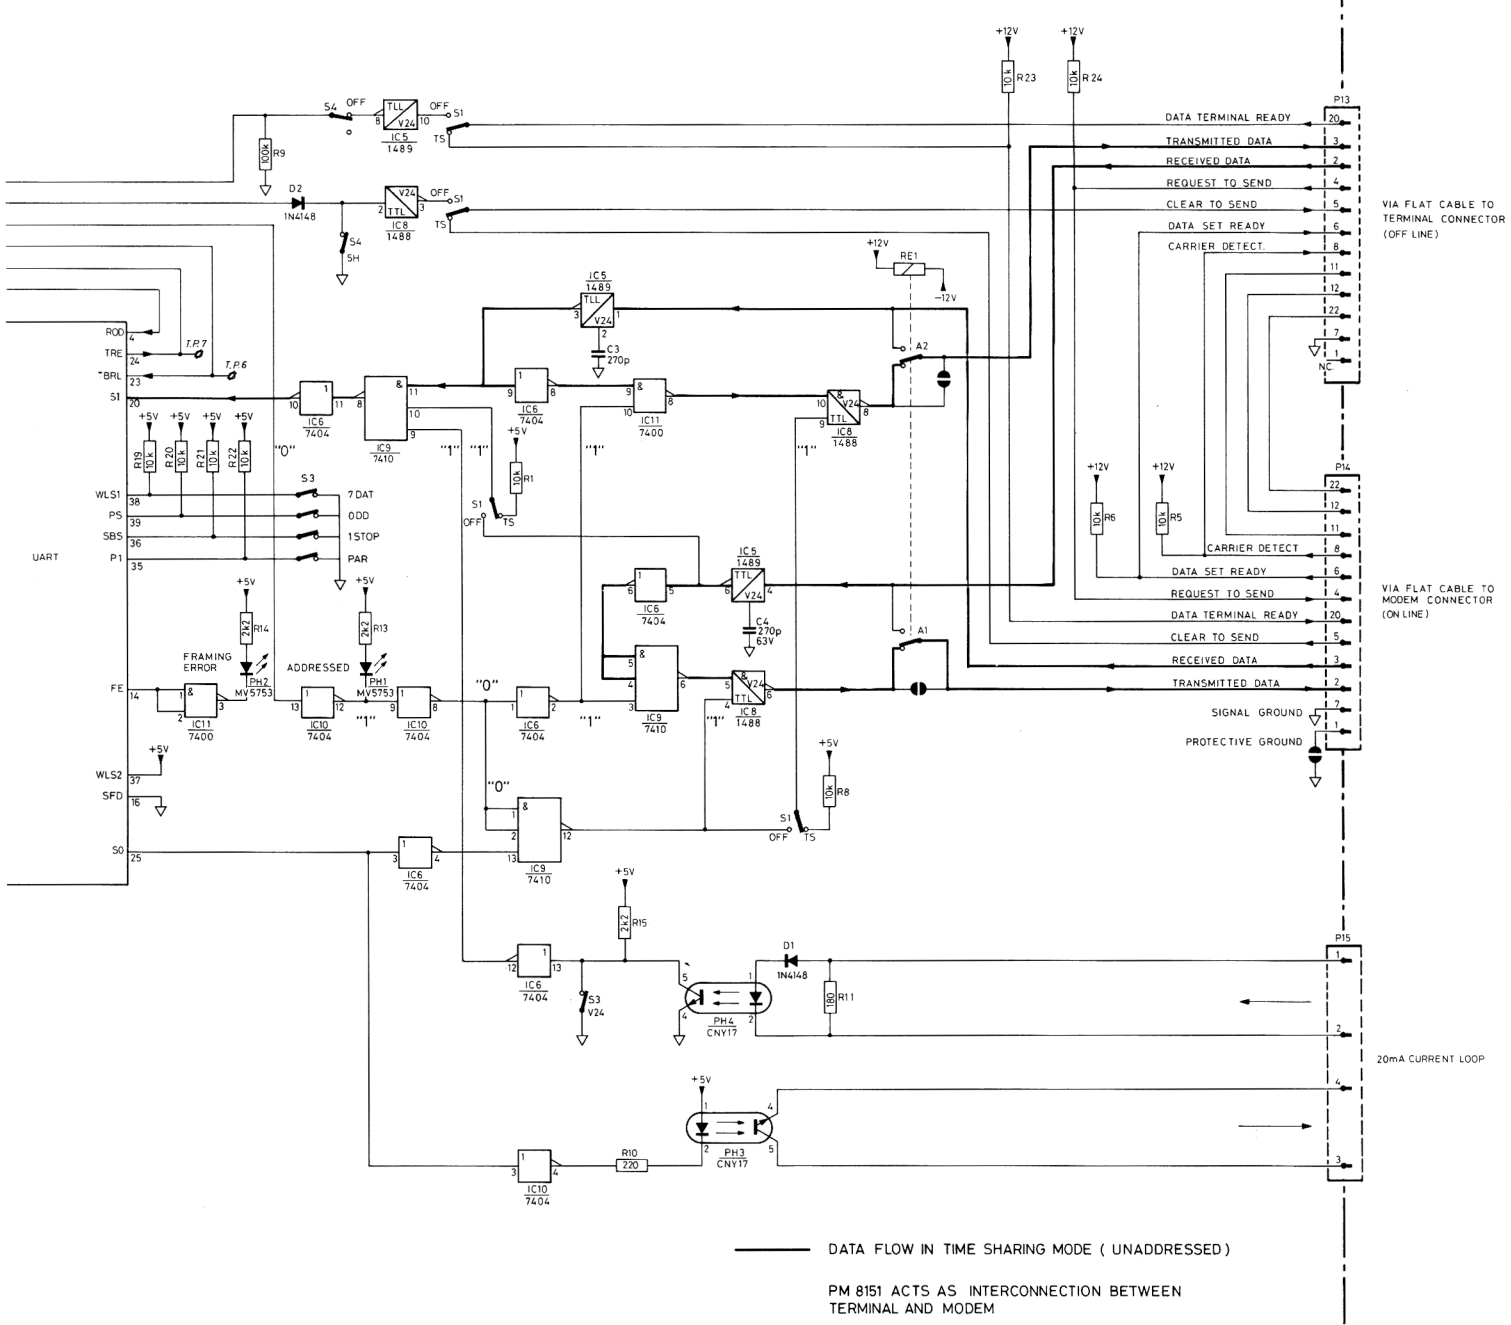 +12V
+12V
10k
R23
10k
R24
P13
S4
OFF
TLL
V24
8
10
IC5
1489
OFF
S1
TS
100k
R9
DATA TERMINAL READY
20
TRANSMITTED DATA
3
RECEIVED DATA
2
REQUEST TO SEND
4
CLEAR TO SEND
5
DATA SET READY
6
CARRIER DETECT.
8
11
12
22
7
1
NC.
VIA FLAT CABLE TO
TERMINAL CONNECTOR
(OFF LINE)
D2
1N4148
V24
TTL
2
3
IC8
1488
OFF
S1
TS
S4
5H
+12V
RE1
-12V
IC5
1489
TLL
V24
3
1
2
C3
270p
A2
ROD
4
TRE
24
T.P.7
TBRL
23
T.P.6
S1
20
+5V
+5V
+5V
+5V
R19
10k
R20
10k
R21
10k
R22
10k
"0"
1
10
11
IC6
7404
&
8
11
10
9
IC9
7410
1
9
8
IC6
7404
&
9
10
8
IC11
7400
&
V24
TTL
10
9
8
IC8
1488
"1"
"1"
"1"
"1"
+5V
10k
R1
S1
OFF
TS
S3
WLS1
38
7 DAT
PS
39
ODD
SBS
36
1 STOP
P1
35
PAR
UART
+12V
+12V
10k
R6
10k
R5
P14
22
12
11
CARRIER DETECT
8
DATA SET READY
6
REQUEST TO SEND
4
DATA TERMINAL READY
20
CLEAR TO SEND
5
RECEIVED DATA
3
TRANSMITTED DATA
2
SIGNAL GROUND
7
PROTECTIVE GROUND
1
VIA FLAT CABLE TO
MODEM CONNECTOR
(ON LINE)
IC5
1489
TTL
V24
6
4
C4
270p
63V
1
6
5
IC6
7404
A1
+5V
2k2
R14
+5V
2k2
R13
FRAMING
ERROR
PH2
MV5753
ADDRESSED
PH1
MV5753
FE
14
1
&
2
3
IC11
7400
1
13
12
IC10
7404
"1"
1
9
8
IC10
7404
"0"
1
1
2
IC6
7404
"1"
&
5
4
3
6
IC9
7410
V24
TTL
5
4
6
IC8
1488
"1"
+5V
WLS2
37
SFD
16
"0"
&
1
2
13
12
IC9
7410
+5V
10k
R8
S1
OFF
TS
SO
25
1
3
4
IC6
7404
+5V
2k2
R15
1
12
13
IC6
7404
S3
V24
5
4
PH4
CNY17
1
2
D1
1N4148
180
R11
P15
1
2
4
3
20mA CURRENT LOOP
+5V
1
2
4
5
PH3
CNY17
1
3
4
IC10
7404
R10
220
DATA FLOW IN TIME SHARING MODE ( UNADDRESSED )
PM 8151 ACTS AS INTERCONNECTION BETWEEN
TERMINAL AND MODEM